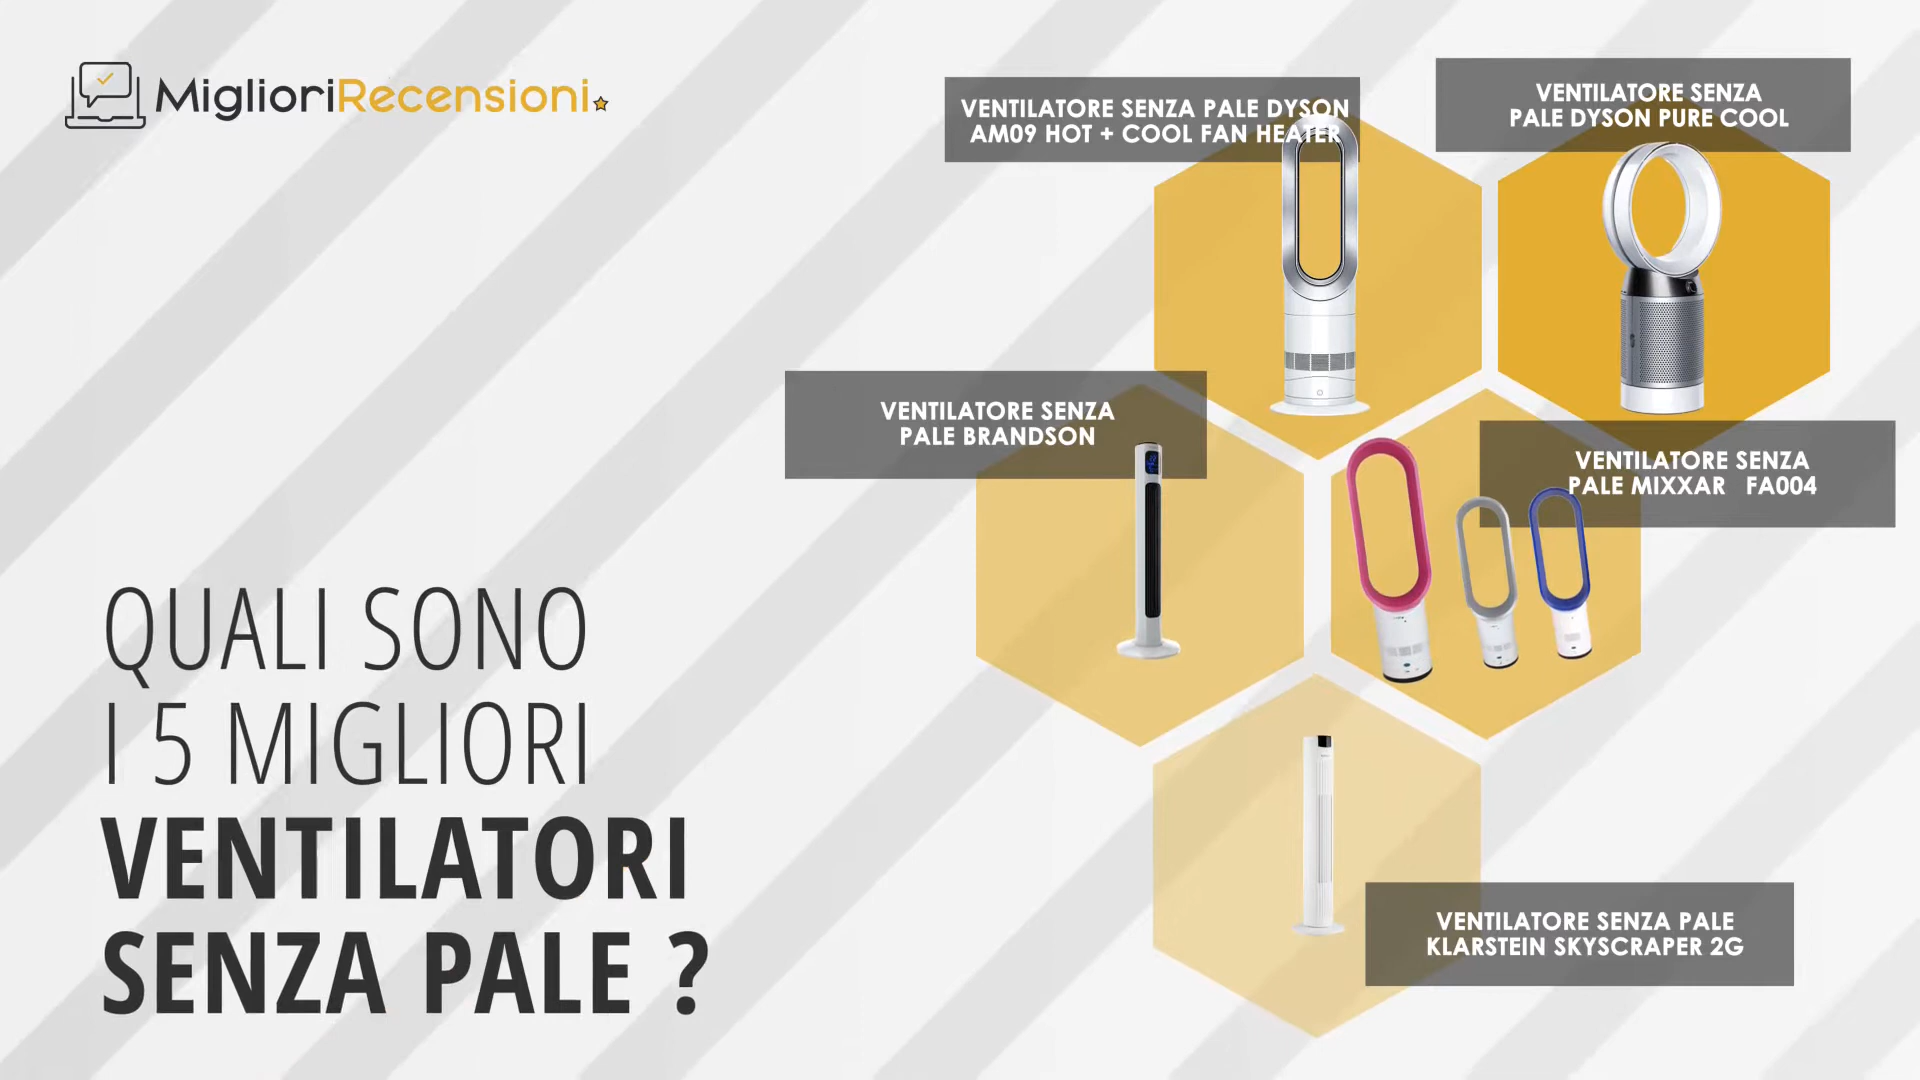 MiglioriRecensioni
VENTILATORE SENZA PALE DYSON
AM09 HOT + COOL FAN HEATER
VENTILATORE SENZA
PALE DYSON PURE COOL
VENTILATORE SENZA
PALE BRANDSON
VENTILATORE SENZA
PALE MIXXAR FA004
VENTILATORE SENZA PALE
KLARSTEIN SKYSCRAPER 2G
QUALI SONO
I 5 MIGLIORI
VENTILATORI
SENZA PALE ?